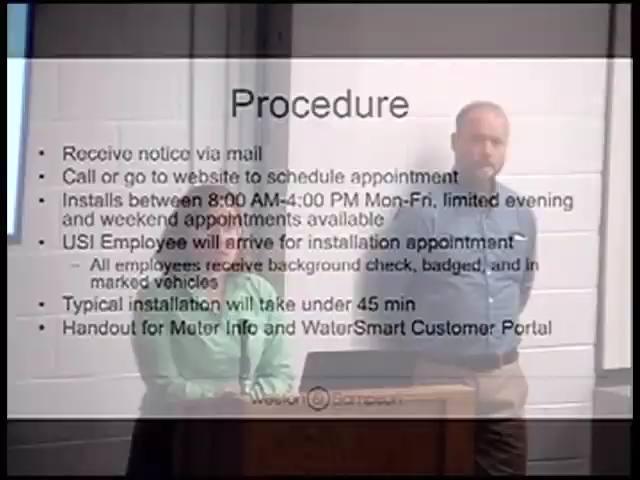 Procedure
• Receive notice via mail
• Call or go to website to schedule appointment
• Installs between 8:00 AM-4:00 PM Mon-Fri, limited evening
and weekend appointments available
• USI Employee will arrive for installation appointment
– All employees receive background check, badged, and in
marked vehicles
• Typical installation will take under 45 min
• Handout for Meter Info and WaterSmart Customer Portal
Weston & Sampson